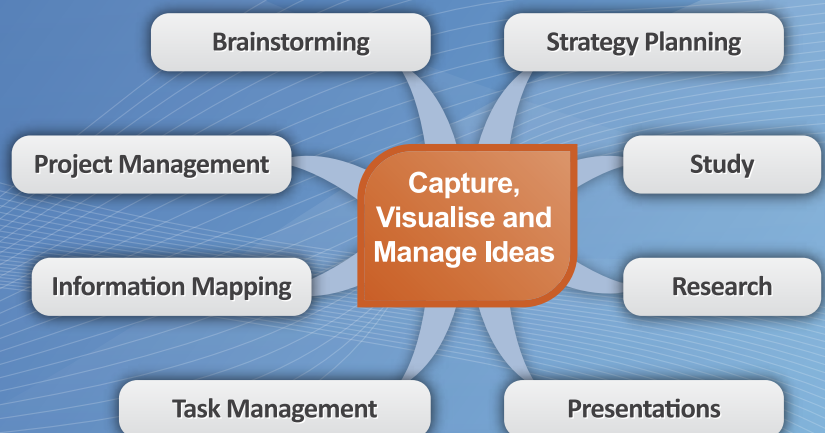 Brainstorming
Strategy Planning
Project Management
Capture,
Visualise and
Manage Ideas
Study
Information Mapping
Research
Task Management
Presentations